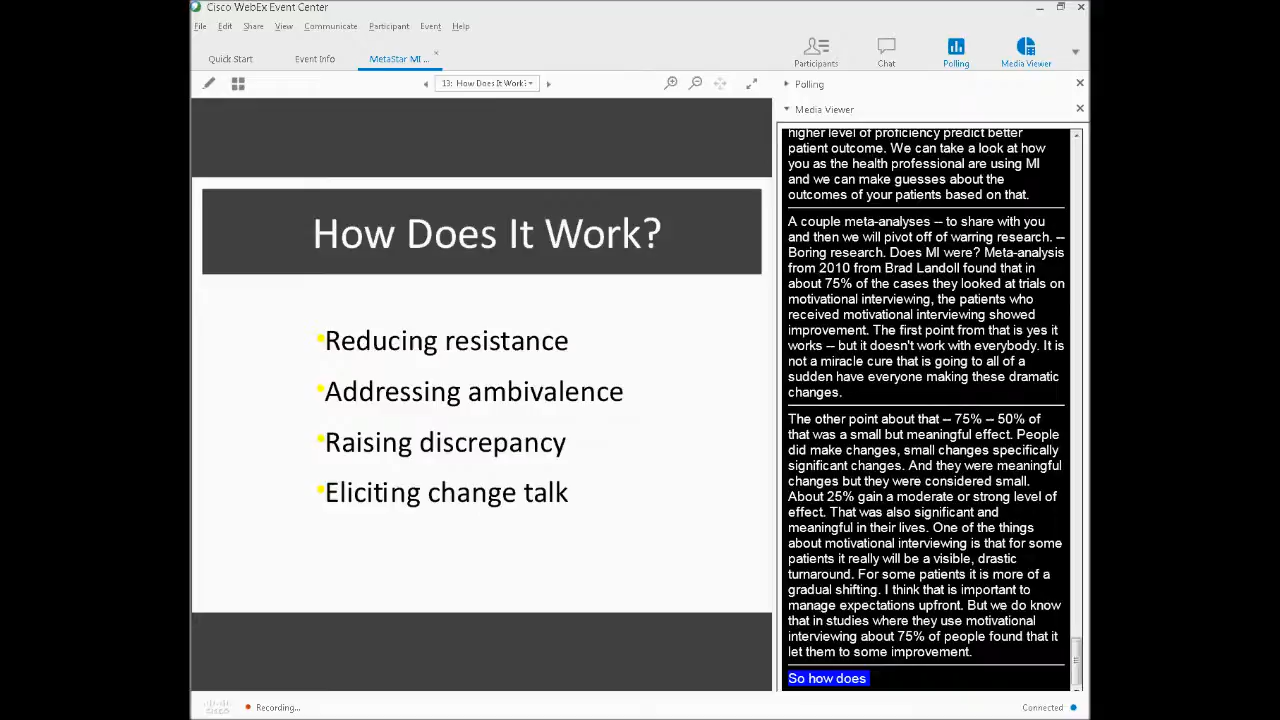 Cisco WebEx Event Center
File Edit Share View Communicate Participant Event Help
Quick Start Event Info MetaStar MI ...
Participants Chat Polling Media Viewer
13: How Does It Work?
Polling
Media Viewer
How Does It Work?
Reducing resistance
Addressing ambivalence
Raising discrepancy
Eliciting change talk
higher level of proficiency predict better
patient outcome. We can take a look at how
you as the health professional are using MI
and we can make guesses about the
outcomes of your patients based on that.
A couple meta-analyses -- to share with you
and then we will pivot off of warring research. --
Boring research. Does MI were? Meta-analysis
from 2010 from Brad Landoll found that in
about 75% of the cases they looked at trials on
motivational interviewing, the patients who
received motivational interviewing showed
improvement. The first point from that is yes it
works -- but it doesn't work with everybody. It is
not a miracle cure that is going to all of a
sudden have everyone making these dramatic
changes.
The other point about that -- 75% -- 50% of
that was a small but meaningful effect. People
did make changes, small changes specifically
significant changes. And they were meaningful
changes but they were considered small.
About 25% gain a moderate or strong level of
effect. That was also significant and
meaningful in their lives. One of the things
about motivational interviewing is that for some
patients it really will be a visible, drastic
turnaround. For some patients it is more of a
gradual shifting. I think that is important to
manage expectations upfront. But we do know
that in studies where they use motivational
interviewing about 75% of people found that it
let them to some improvement.
So how does
Recording...
Connected